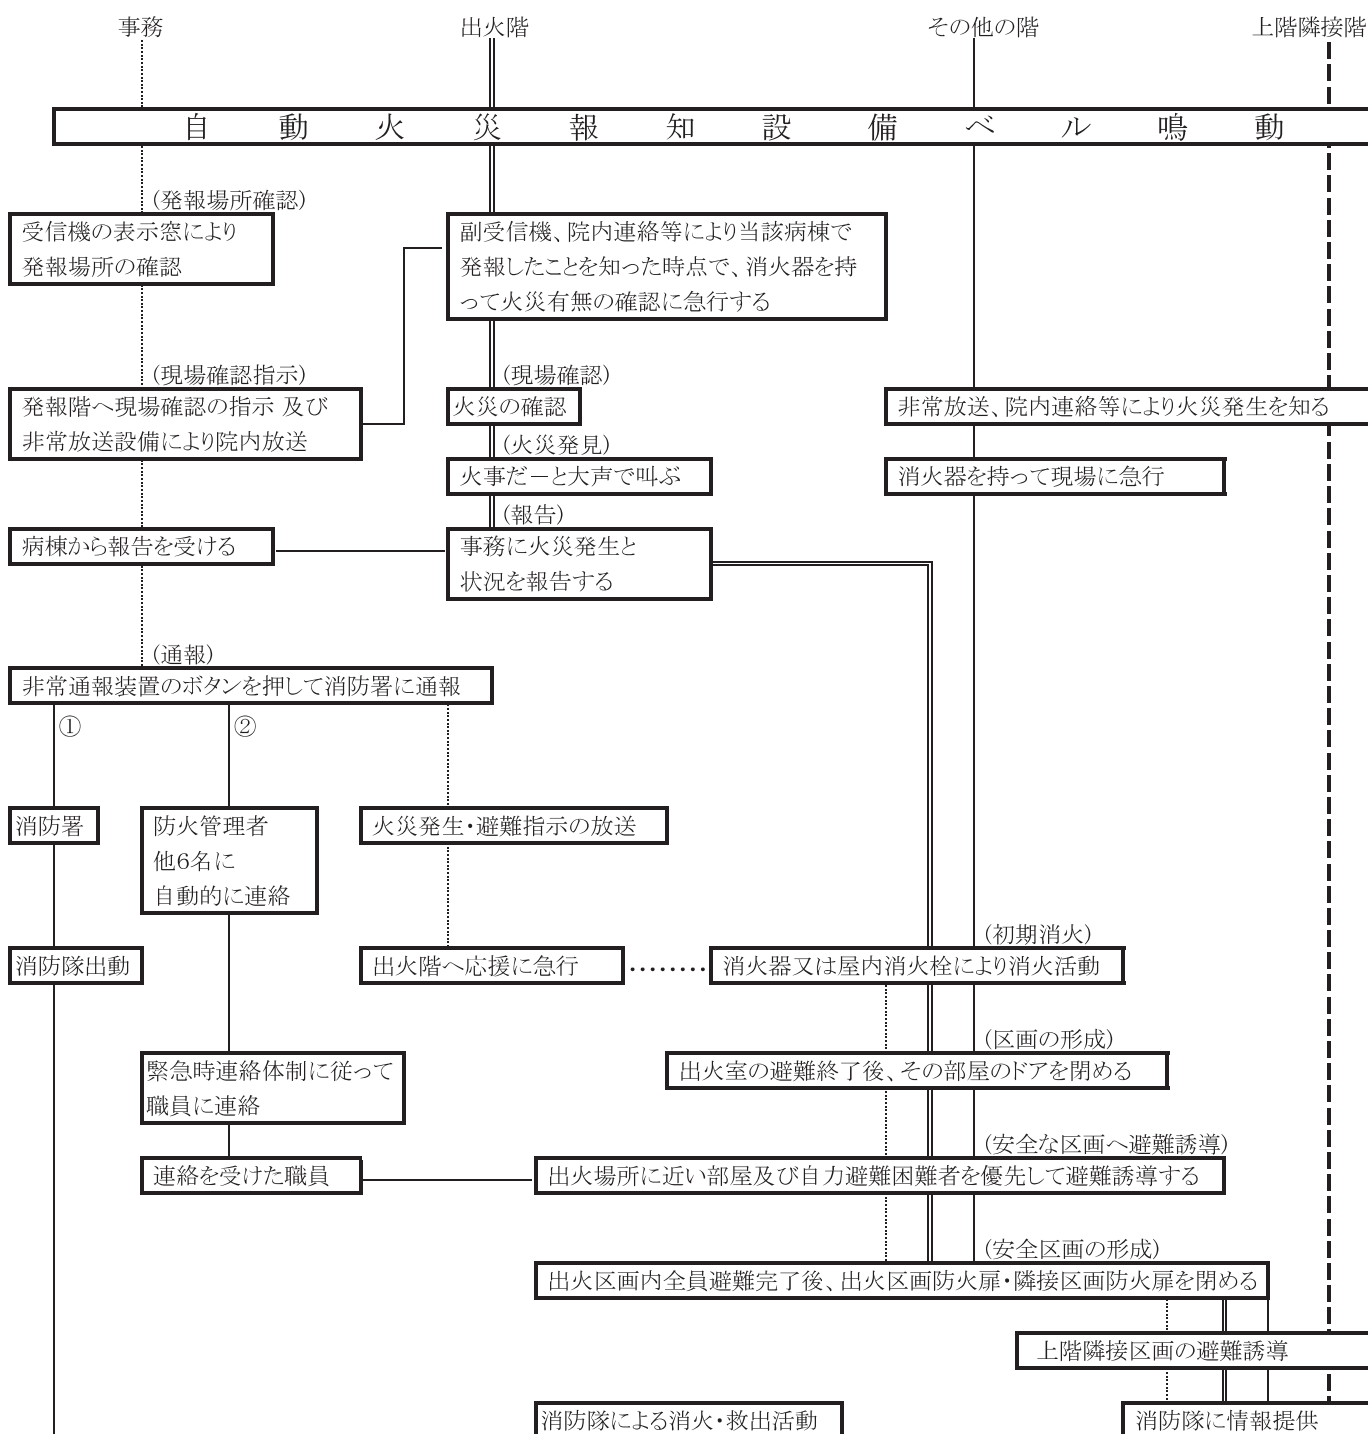 事務
出火階
その他の階
上階隣接階
自動火災報知設備ベル鳴動
(発報場所確認)
受信機の表示窓により
発報場所の確認
副受信機、院内連絡等により当該病棟で
発報したことを知った時点で、消火器を持
って火災有無の確認に急行する
(現場確認指示)
発報階へ現場確認の指示 及び
非常放送設備により院内放送
(現場確認)
火災の確認
非常放送、院内連絡等により火災発生を知る
(火災発見)
火事だーと大声で叫ぶ
消火器を持って現場に急行
(報告)
病棟から報告を受ける
事務に火災発生と
状況を報告する
(通報)
非常通報装置のボタンを押して消防署に通報
①
②
消防署
防火管理者
他6名に
自動的に連絡
火災発生・避難指示の放送
(初期消火)
消防隊出動
出火階へ応援に急行
消火器又は屋内消火栓により消火活動
(区画の形成)
緊急時連絡体制に従って
職員に連絡
出火室の避難終了後、その部屋のドアを閉める
(安全な区画へ避難誘導)
連絡を受けた職員
出火場所に近い部屋及び自力避難困難者を優先して避難誘導する
(安全区画の形成)
出火区画内全員避難完了後、出火区画防火扉・隣接区画防火扉を閉める
上階隣接区画の避難誘導
消防隊による消火・救出活動
消防隊に情報提供